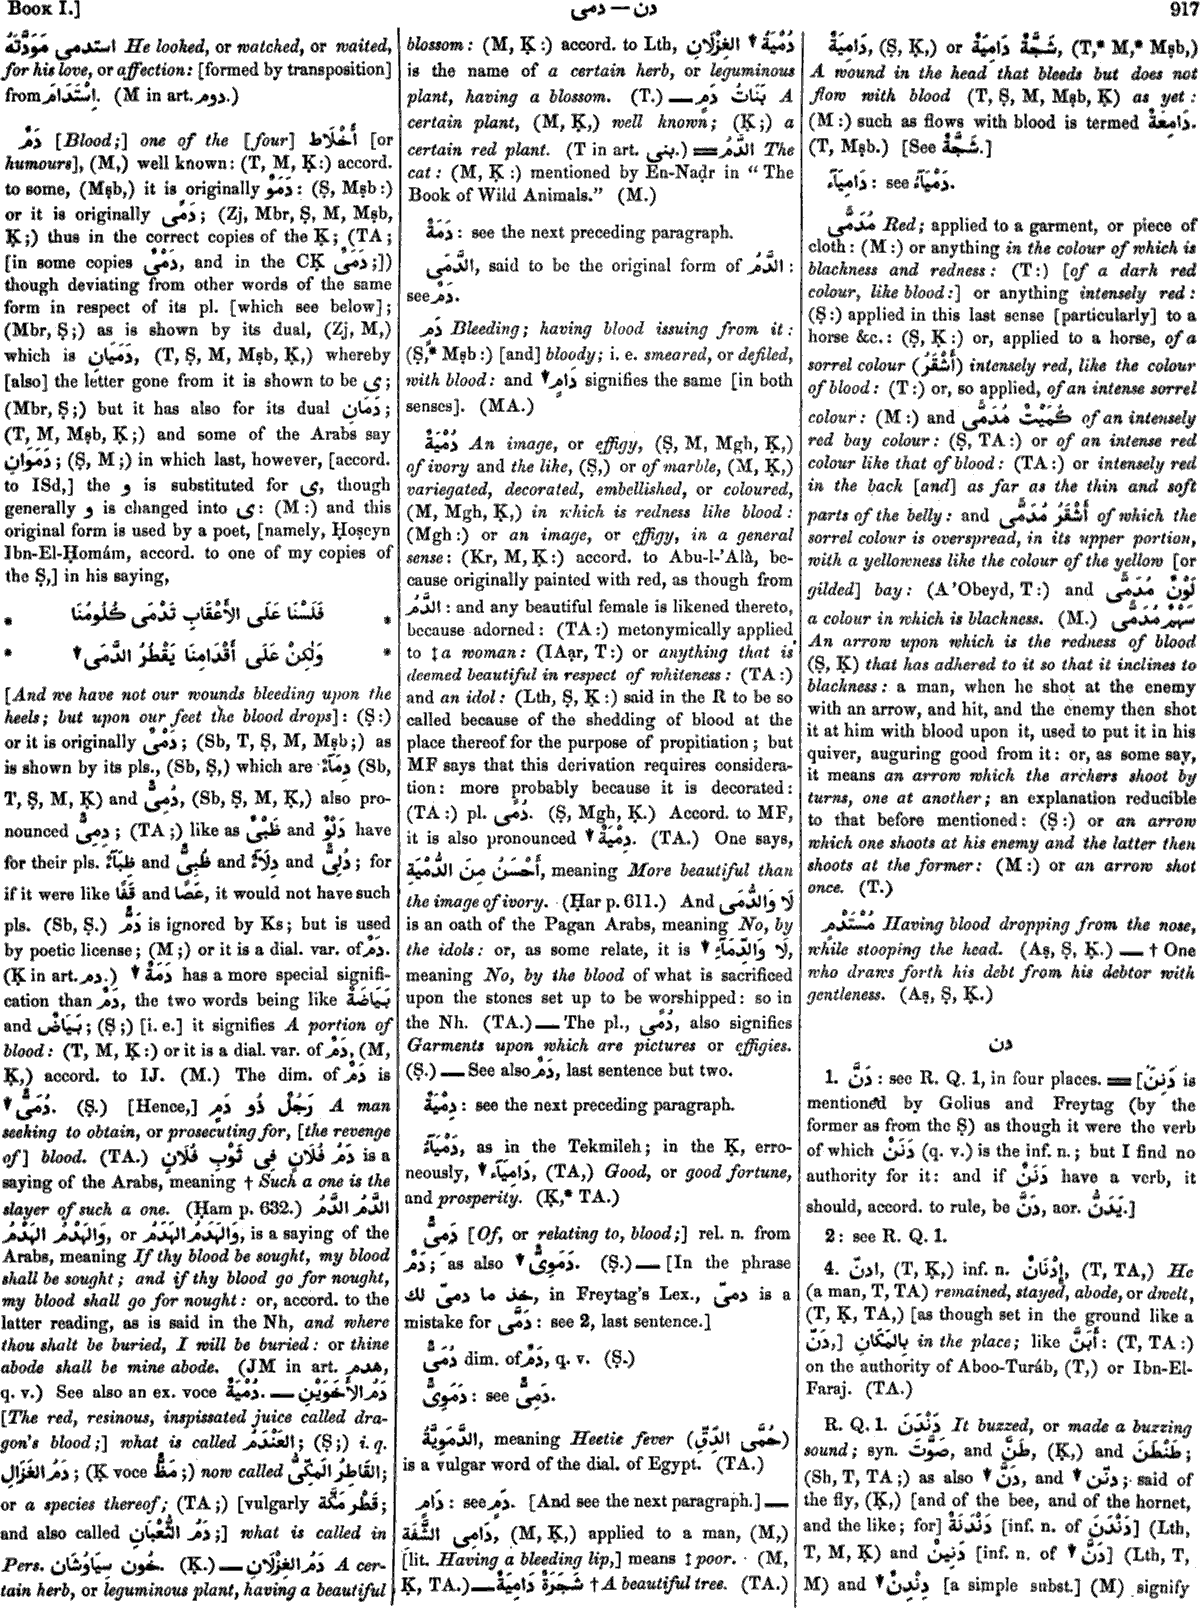 BOOK I.]
دن — دمى
917
استدمى مَوَدَّتَهُ He looked, or watched, or waited,
for his love, or affection: [formed by transposition]
from اِسْتَدَامَ. (M in art. دوم.)
دَمٌ [Blood;] one of the [four] أَخْلَاط [or
humours], (M,) well known: (T, M, Ḳ:) accord.
to some, (Mṣb,) it is originally دَمَوٌ: (Ṣ, Mṣb:)
or it is originally دَمَىٌ; (Zj, Mbr, Ṣ, M, Mṣb,
Ḳ;) thus in the correct copies of the Ḳ; (TA;
[in some copies دَمْىٌ, and in the CḲ دَمَىً;])
though deviating from other words of the same
form in respect of its pl. [which see below];
(Mbr, Ṣ;) as is shown by its dual, (Zj, M,)
which is دَمَيَانِ, (T, Ṣ, M, Mṣb, Ḳ,) whereby
[also] the letter gone from it is shown to be ى;
(Mbr, Ṣ;) but it has also for its dual دَمَانِ;
(T, M, Mṣb, Ḳ;) and some of the Arabs say
دَمَوَانِ; (Ṣ, M;) in which last, however, [accord.
to ISd,] the و is substituted for ى, though
generally و is changed into ى: (M:) and this
original form is used by a poet, [namely, Ḥoṣeyn
Ibn-El-Ḥomám, accord. to one of my copies of
the Ṣ,] in his saying,
* فَلَسْنَا عَلَى الأَعْقَابِ تَدْمَى كُلُومُنَا *
* وَلٰكِنْ عَلَى أَقْدَامِنَا يَقْطُرُ الدَّمَى ▾ *
[And we have not our wounds bleeding upon the
heels; but upon our feet the blood drops]: (Ṣ:)
or it is originally دَمْىٌ; (Sb, T, Ṣ, M, Mṣb;) as
is shown by its pls., (Sb, Ṣ,) which are دِمَآءٌ (Sb,
T, Ṣ, M, Ḳ) and دُمِىٌّ, (Sb, Ṣ, M, Ḳ,) also pro-
nounced دِمِىٌّ; (TA;) like as ظَبْىٌ and دَلْوٌ have
for their pls. ظِبَآءٌ and ظُبِىٌّ and دِلَآءٌ and دُلِىٌّ; for
if it were like قَفًا and عَصًا, it would not have such
pls. (Sb, Ṣ.) دَمٌّ is ignored by Ks; but is used
by poetic license; (M;) or it is a dial. var. of دَمٌ.
(Ḳ in art. دم.) ▾ دَمَةٌ has a more special signifi-
cation than دَمٌ, the two words being like بَيَاضَةٌ
and بَيَاضٌ; (Ṣ;) [i. e.] it signifies A portion of
blood: (T, M, Ḳ:) or it is a dial. var. of دَمٌ, (M,
Ḳ,) accord. to IJ. (M.) The dim. of دَمٌ is
▾ دُمَىٌّ. (Ṣ.) [Hence,] رَجُلٌ ذُو دَمٍ A man
seeking to obtain, or prosecuting for, [the revenge
of] blood. (TA.) دَمُ فُلَانٍ فِى ثَوْبِ فُلَانٍ is a
saying of the Arabs, meaning † Such a one is the
slayer of such a one. (Ḥam p. 632.) الدَّمُ الدَّمُ
وَالهَدْمُ الهَدْمُ, or وَالهَدَمُ الهَدَمُ, is a saying of the
Arabs, meaning If thy blood be sought, my blood
shall be sought; and if thy blood go for nought,
my blood shall go for nought: or, accord. to the
latter reading, as is said in the Nh, and where
thou shalt be buried, I will be buried: or thine
abode shall be mine abode. (JM in art. هدم,
q. v.) See also an ex. voce دُمْيَةٌ. — دَمُ الأَخَوَيْنِ
[The red, resinous, inspissated juice called dra-
gon's blood;] what is called العَنْدَمُ; (Ṣ;) i. q.
دَمُ الغَزَالِ; (Ḳ voce مَظٌّ;) now called القَاطِرُ المَكِّىُّ;
or a species thereof; (TA;) [vulgarly قَطْر مَكَّة;
and also called دَمُ الثُّعْبَانِ;] what is called in
Pers. خُون سِيَاوُشَان. (Ḳ.) — دَمُ الغِزْلَانِ A cer-
tain herb, or leguminous plant, having a beautiful
blossom: (M, Ḳ:) accord. to Lth, ▾ دُمْيَةُ الغِزْلَانِ
is the name of a certain herb, or leguminous
plant, having a blossom. (T.) — بَنَاتُ دَمٍ A
certain plant, (M, Ḳ,) well known; (Ḳ;) a
certain red plant. (T in art. بنى.) = الدَّمُ The
cat: (M, Ḳ:) mentioned by En-Naḍr in "The
Book of Wild Animals." (M.)
دَمَةٌ: see the next preceding paragraph.
الدَّمَى, said to be the original form of الدَّمُ:
see دَمٌ.
دَمٍ Bleeding; having blood issuing from it:
(Ṣ,* Mṣb:) [and] bloody; i. e. smeared, or defiled,
with blood: and ▾ دَامٍ signifies the same [in both
senses]. (MA.)
دُمْيَةٌ An image, or effigy, (Ṣ, M, Mgh, Ḳ,)
of ivory and the like, (Ṣ,) or of marble, (M, Ḳ,)
variegated, decorated, embellished, or coloured,
(M, Mgh, Ḳ,) in which is redness like blood:
(Mgh:) or an image, or effigy, in a general
sense: (Kr, M, Ḳ:) accord. to Abu-l-'Alà, be-
cause originally painted with red, as though from
الدَّمُ: and any beautiful female is likened thereto,
because adorned: (TA:) metonymically applied
to ‡ a woman: (IAạr, T:) or anything that is
deemed beautiful in respect of whiteness: (TA:)
and an idol: (Lth, Ṣ, Ḳ:) said in the R to be so
called because of the shedding of blood at the
place thereof for the purpose of propitiation; but
MF says that this derivation requires considera-
tion: more probably because it is decorated:
(TA:) pl. دُمًى. (Ṣ, Mgh, Ḳ.) Accord. to MF,
it is also pronounced ▾ دِمْيَةٌ. (TA.) One says,
أَحْسَنُ مِنَ الدُّمْيَةِ, meaning More beautiful than
the image of ivory. (Ḥar p. 611.) And لَا وَالدُّمَى
is an oath of the Pagan Arabs, meaning No, by
the idols: or, as some relate, it is ▾ لَا وَالدِّمَآءِ,
meaning No, by the blood of what is sacrificed
upon the stones set up to be worshipped: so in
the Nh. (TA.) — The pl., دُمًى, also signifies
Garments upon which are pictures or effigies.
(Ṣ.) — See also دَمٌ, last sentence but two.
دِمْيَةٌ: see the next preceding paragraph.
دَمْيَآءُ, as in the Tekmileh; in the Ḳ, erro-
neously, ▾ دَامِيَآءُ, (TA,) Good, or good fortune,
and prosperity. (Ḳ,* TA.)
دَمِىٌّ [Of, or relating to, blood;] rel. n. from
دَمٌ; as also ▾ دَمَوِىٌّ. (Ṣ.) — [In the phrase
خذ ما دمىّ لك, in Freytag's Lex., دمىّ is a
mistake for دَمَّى: see 2, last sentence.]
دُمَىٌّ dim. of دَمٌ, q. v. (Ṣ.)
دَمَوِىٌّ: see دَمِىٌّ.
الدَّمَوِيَّةُ, meaning Hectic fever (حُمَّى الدِّقِّ)
is a vulgar word of the dial. of Egypt. (TA.)
دَامٍ: see دَمٍ. [And see the next paragraph.] —
دَامِى الشَّفَةِ, (M, Ḳ,) applied to a man, (M,)
[lit. Having a bleeding lip,] means ‡ poor. (M,
Ḳ, TA.) — شَجَرَةٌ دَامِيَةٌ † A beautiful tree. (TA.)
دَامِيَةٌ, (Ṣ, Ḳ,) or شَجَّةٌ دَامِيَةٌ, (T,* M,* Mṣb,)
A wound in the head that bleeds but does not
flow with blood (T, Ṣ, M, Mṣb, Ḳ) as yet:
(M:) such as flows with blood is termed دَامِعَةٌ.
(T, Mṣb.) [See شَجَّةٌ.]
دَامِيَآءُ: see دَمْيَآءُ.
مُدَمًّى Red; applied to a garment, or piece of
cloth: (M:) or anything in the colour of which is
blackness and redness: (T:) [of a dark red
colour, like blood:] or anything intensely red:
(Ṣ:) applied in this last sense [particularly] to a
horse &c.: (Ṣ, Ḳ:) or, applied to a horse, of a
sorrel colour (أَشْقَرُ) intensely red, like the colour
of blood: (T:) or, so applied, of an intense sorrel
colour: (M:) and كُمَيْتٌ مُدَمًّى of an intensely
red bay colour: (Ṣ, TA:) or of an intense red
colour like that of blood: (TA:) or intensely red
in the back [and] as far as the thin and soft
parts of the belly: and أَشْقَرُ مُدَمًّى of which the
sorrel colour is overspread, in its upper portion,
with a yellowness like the colour of the yellow [or
gilded] bay: (A'Obeyd, T:) and لَوْنٌ مُدَمًّى
a colour in which is blackness. (M.) سَهْمٌ مُدَمًّى
An arrow upon which is the redness of blood
(Ṣ, Ḳ) that has adhered to it so that it inclines to
blackness: a man, when he shot at the enemy
with an arrow, and hit, and the enemy then shot
it at him with blood upon it, used to put it in his
quiver, auguring good from it: or, as some say,
it means an arrow which the archers shoot by
turns, one at another; an explanation reducible
to that before mentioned: (Ṣ:) or an arrow
which one shoots at his enemy and the latter then
shoots at the former: (M:) or an arrow shot
once. (T.)
مُسْتَدْمٍ Having blood dropping from the nose,
while stooping the head. (Aṣ, Ṣ, Ḳ.) — † One
who draws forth his debt from his debtor with
gentleness. (Aṣ, Ṣ, Ḳ.)
دن
1. دَنَّ: see R. Q. 1, in four places. = [دَنِنَ is
mentioned by Golius and Freytag (by the
former as from the Ṣ) as though it were the verb
of which دَنَنٌ (q. v.) is the inf. n.; but I find no
authority for it: and if دَنَنٌ have a verb, it
should, accord. to rule, be دَنَّ, aor. يَدَنُّ.]
2: see R. Q. 1.
4. ادنّ, (T, Ḳ,) inf. n. إِدْنَانٌ, (T, TA,) He
(a man, T, TA) remained, stayed, abode, or dwelt,
(T, Ḳ, TA,) [as though set in the ground like a
دَنّ,] بِالمَكَانِ in the place; like أَبَنَّ: (T, TA:)
on the authority of Aboo-Turáb, (T,) or Ibn-El-
Faraj. (TA.)
R. Q. 1. دَنْدَنَ It buzzed, or made a buzzing
sound; syn. صَوَّتَ, and طَنَّ, (Ḳ,) and طَنْطَنَ;
(Sh, T, TA;) as also ▾ دَنَّ, and ▾ دنّن; said of
the fly, (Ḳ,) [and of the bee, and of the hornet,
and the like; for] دَنْدَنَةٌ [inf. n. of دَنْدَنَ] (Lth,
T, M, Ḳ) and دَنِينٌ [inf. n. of ▾ دَنَّ] (Lth, T,
M) and ▾ دِنْدِنٌ [a simple subst.] (M) signify